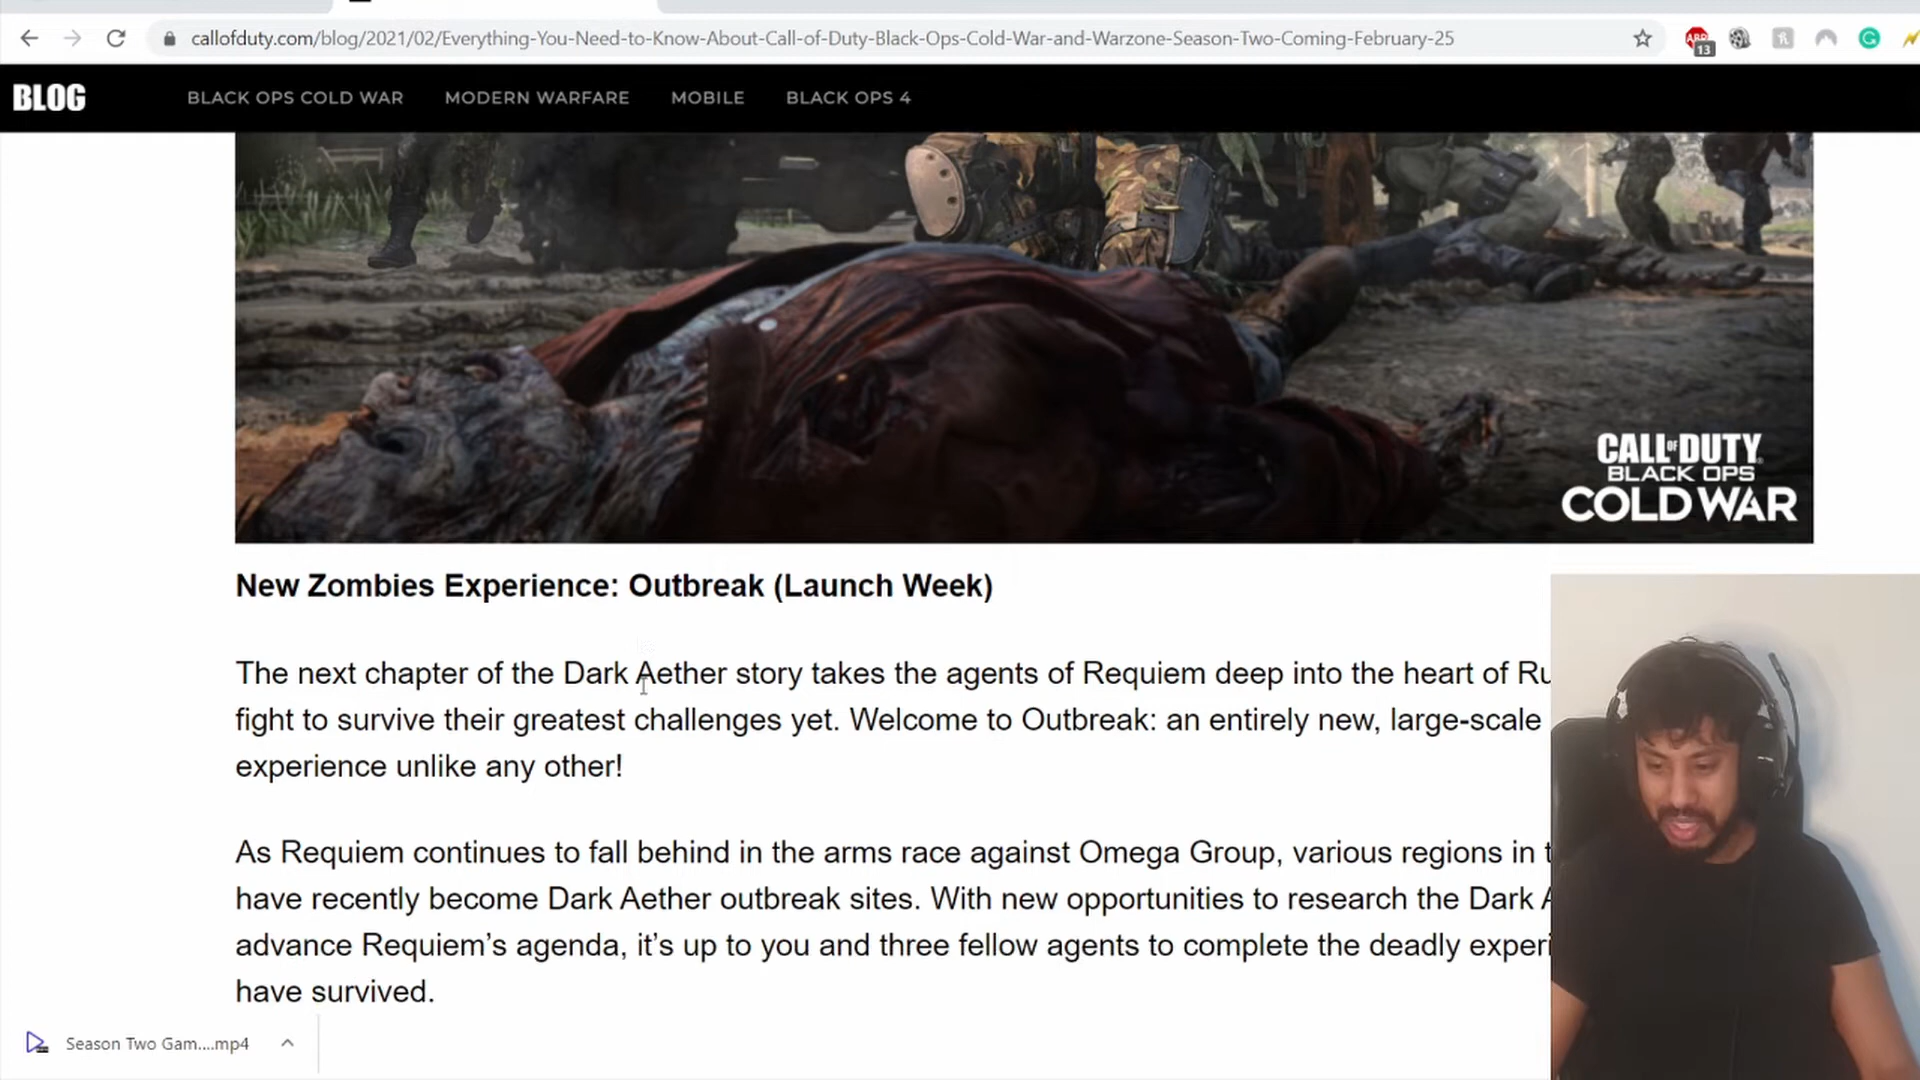 callofduty.com/blog/2021/02/Everything-You-Need-to-Know-About-Call-of-Duty-Black-Ops-Cold-War-and-Warzone-Season-Two-Coming-February-25
ABP
13
BLOG BLACK OPS COLD WAR MODERN WARFARE MOBILE BLACK OPS 4
CALL OF DUTY
BLACK OPS
COLD WAR
New Zombies Experience: Outbreak (Launch Week)
The next chapter of the Dark Aether story takes the agents of Requiem deep into the heart of Ru
fight to survive their greatest challenges yet. Welcome to Outbreak: an entirely new, large-scale
experience unlike any other!
As Requiem continues to fall behind in the arms race against Omega Group, various regions in t
have recently become Dark Aether outbreak sites. With new opportunities to research the Dark A
advance Requiem’s agenda, it’s up to you and three fellow agents to complete the deadly experi
have survived.
Season Two Gam....mp4